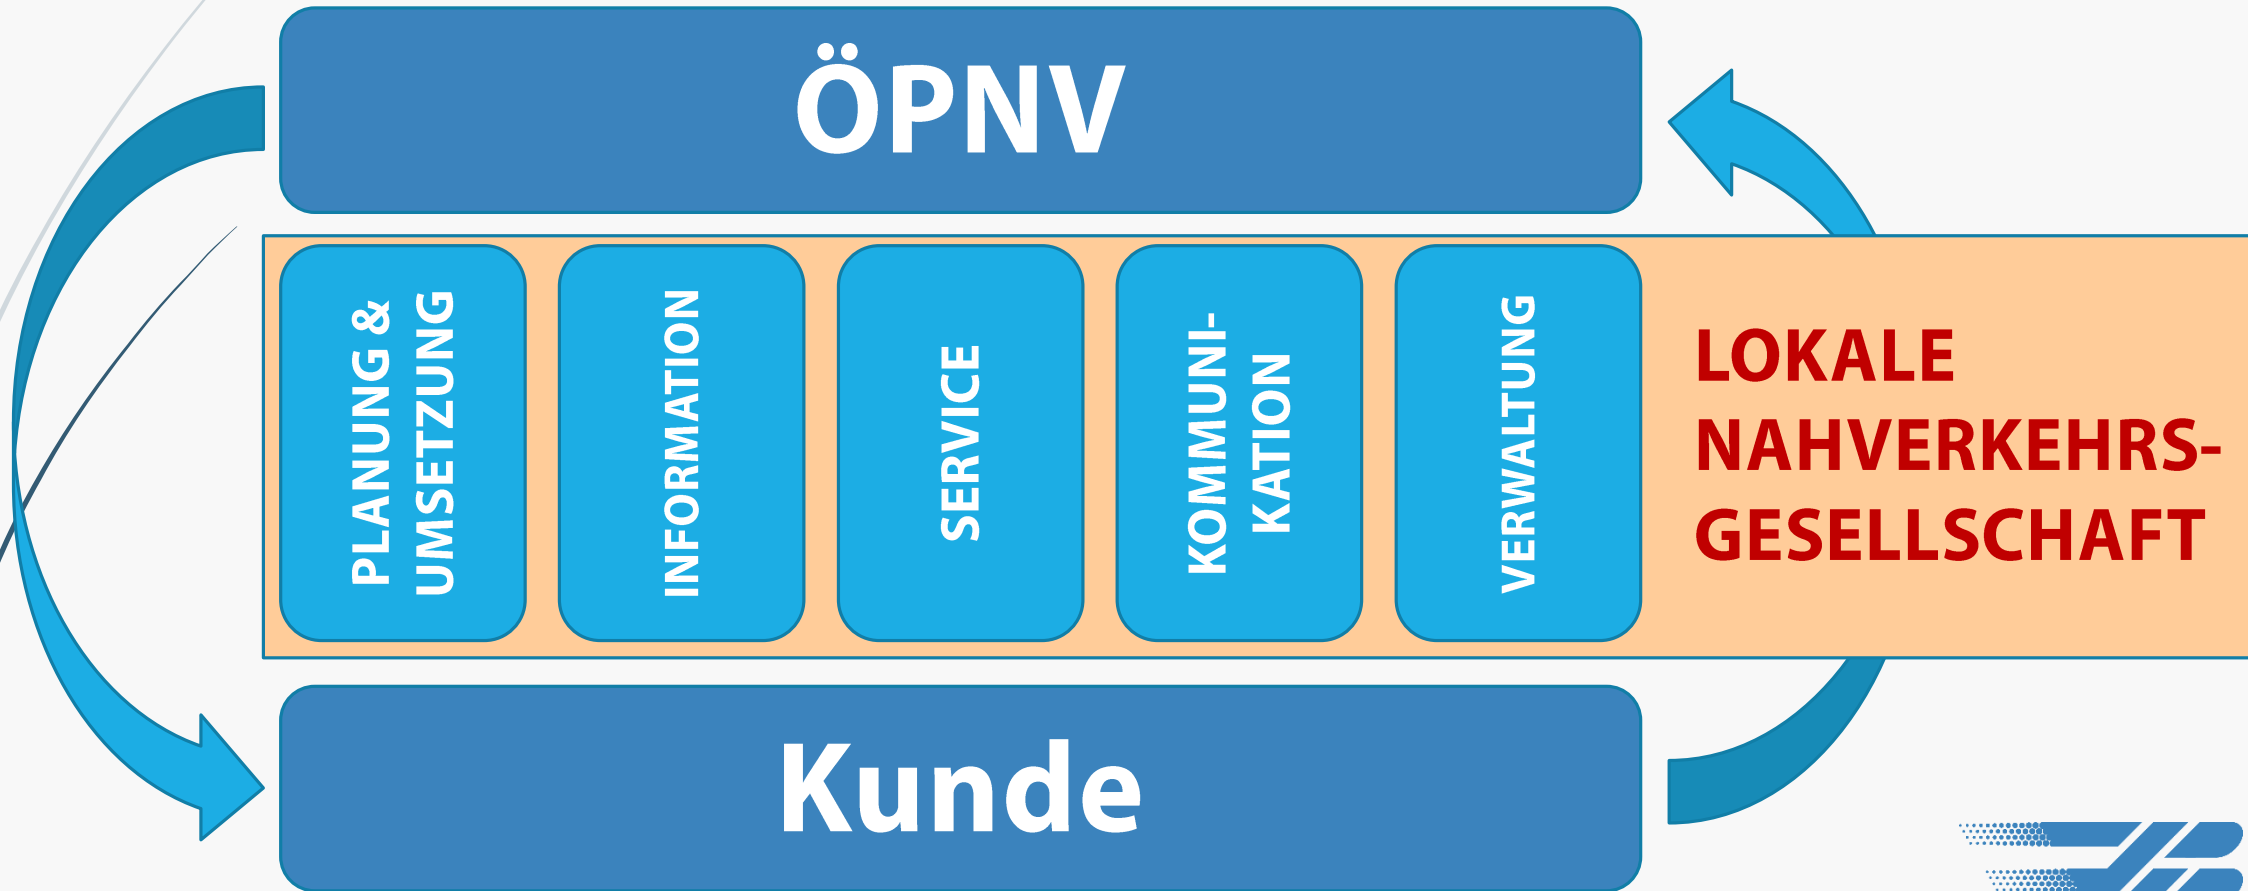 ÖPNV
PLANUNG &
UMSETZUNG
INFORMATION
SERVICE
KOMMUNI-
KATION
VERWALTUNG
LOKALE
NAHVERKEHRS-
GESELLSCHAFT
Kunde